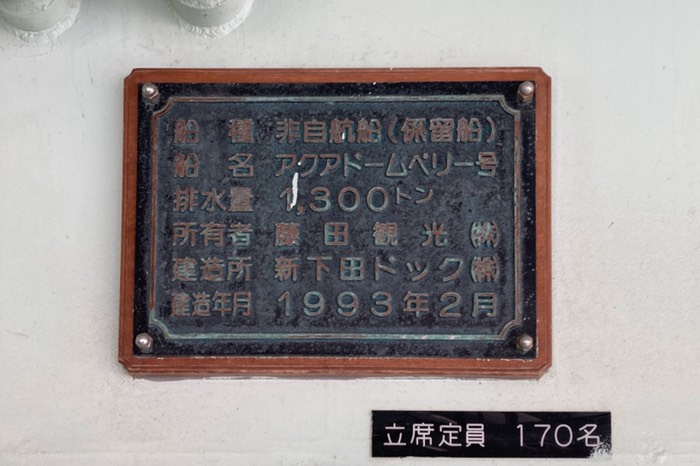 船種 非自航船(係留船)
船名 アクアドームペリー号
排水量 1,300トン
所有者 藤田観光㈱
建造所 新下田ドック㈱
建造年月 1993年2月
立席定員 170名